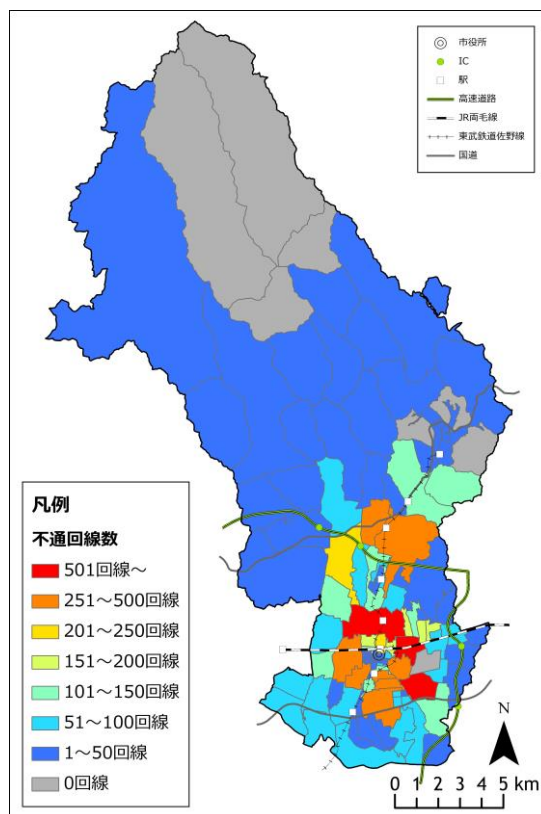 市役所
IC
駅
高速道路
JR両毛線
東武鉄道佐野線
国道
凡例
不通回線数
501回線~
251~500回線
201~250回線
151~200回線
101~150回線
51~100回線
1~50回線
0回線
N
0 1 2 3 4 5 km